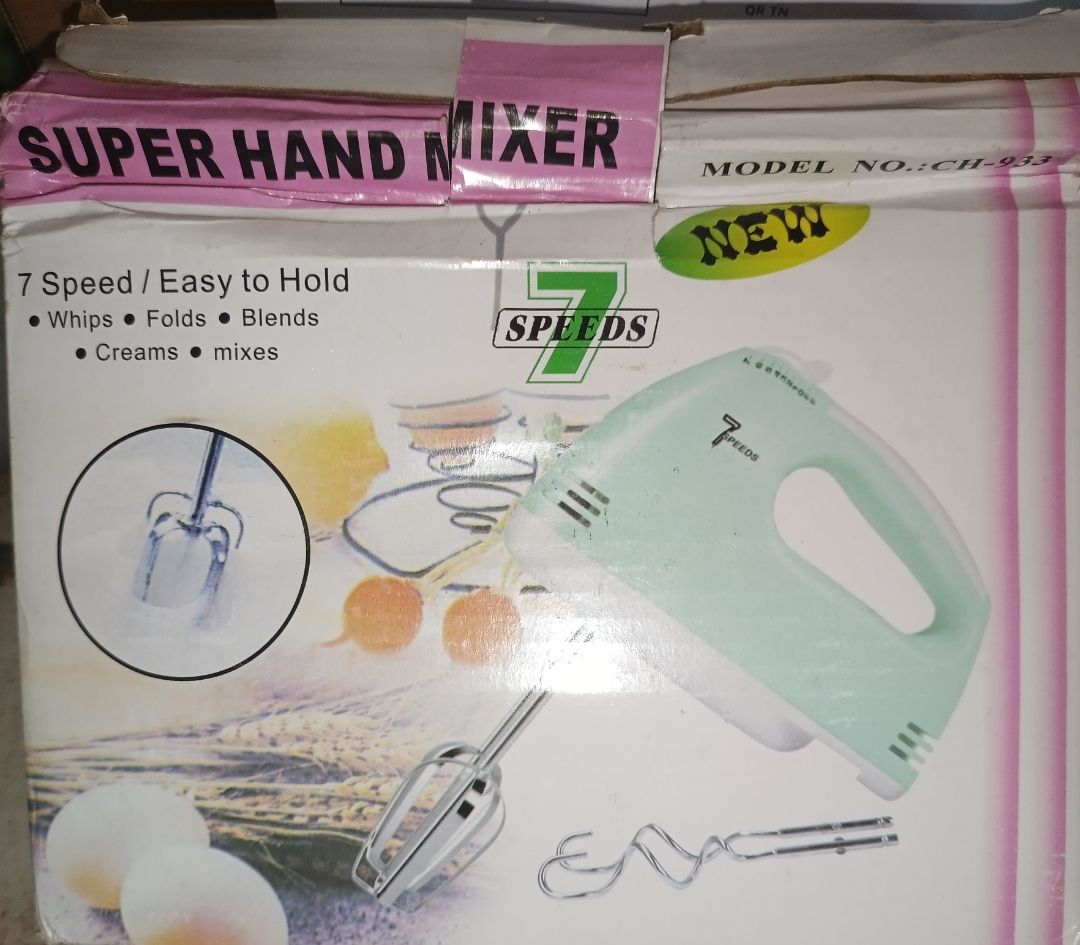 SUPER HAND MIXER
MODEL NO.:CH-933
NEW
7 Speed / Easy to Hold
• Whips • Folds • Blends
• Creams • mixes
7
SPEEDS
7
SPEEDS